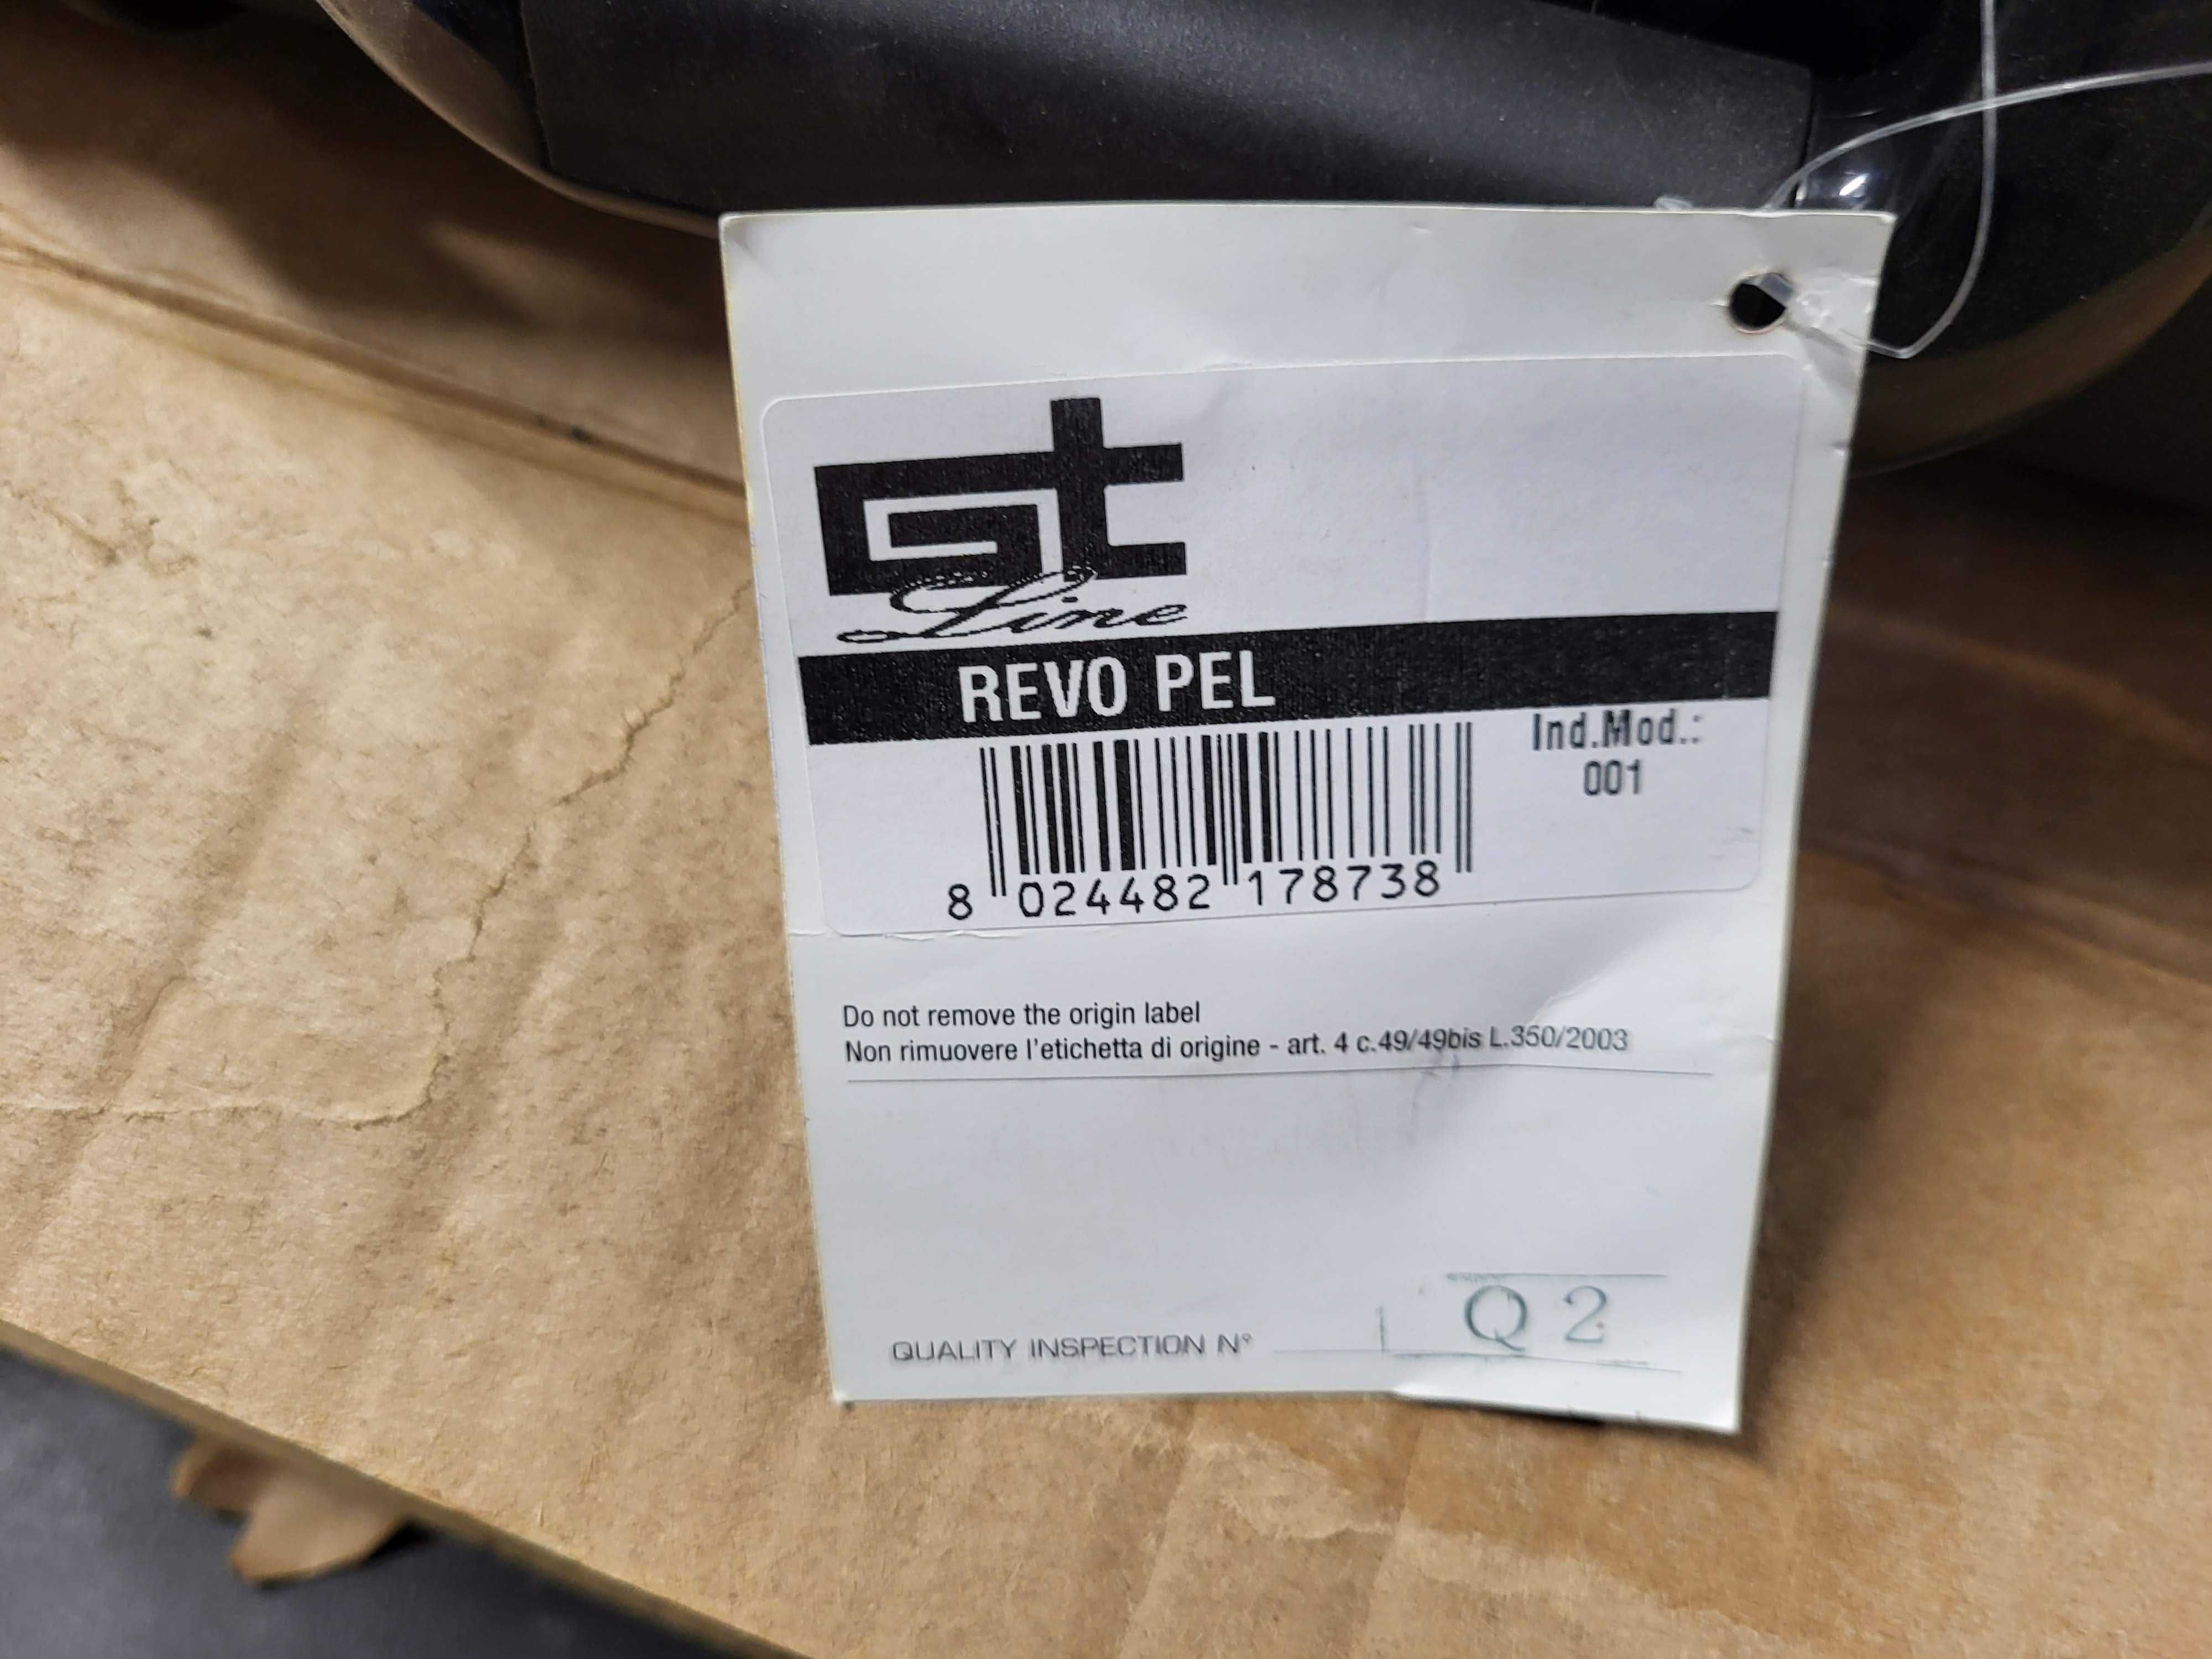 gt
Line
REVO PEL
Ind.Mod.:
001
8 024482 178738
Do not remove the origin label
Non rimuovere l'etichetta di origine - art. 4 c.49/49bis L.350/2003
QUALITY INSPECTION N° Q 2